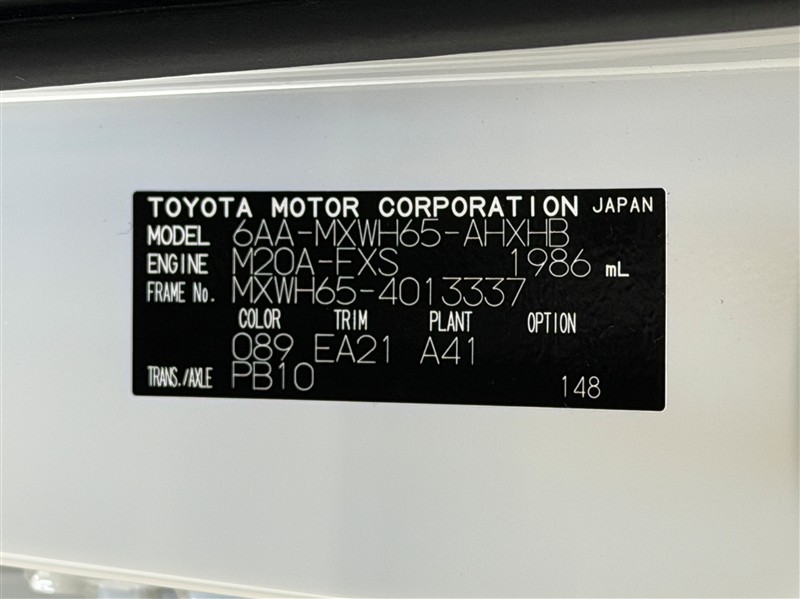 TOYOTA MOTOR CORPORATION JAPAN
MODEL 6AA-MXWH65-AHXHB
ENGINE M20A-FXS 1986 mL
FRAME No. MXWH65-4013337
COLOR TRIM PLANT OPTION
089 EA21 A41
TRANS./AXLE PB10 148